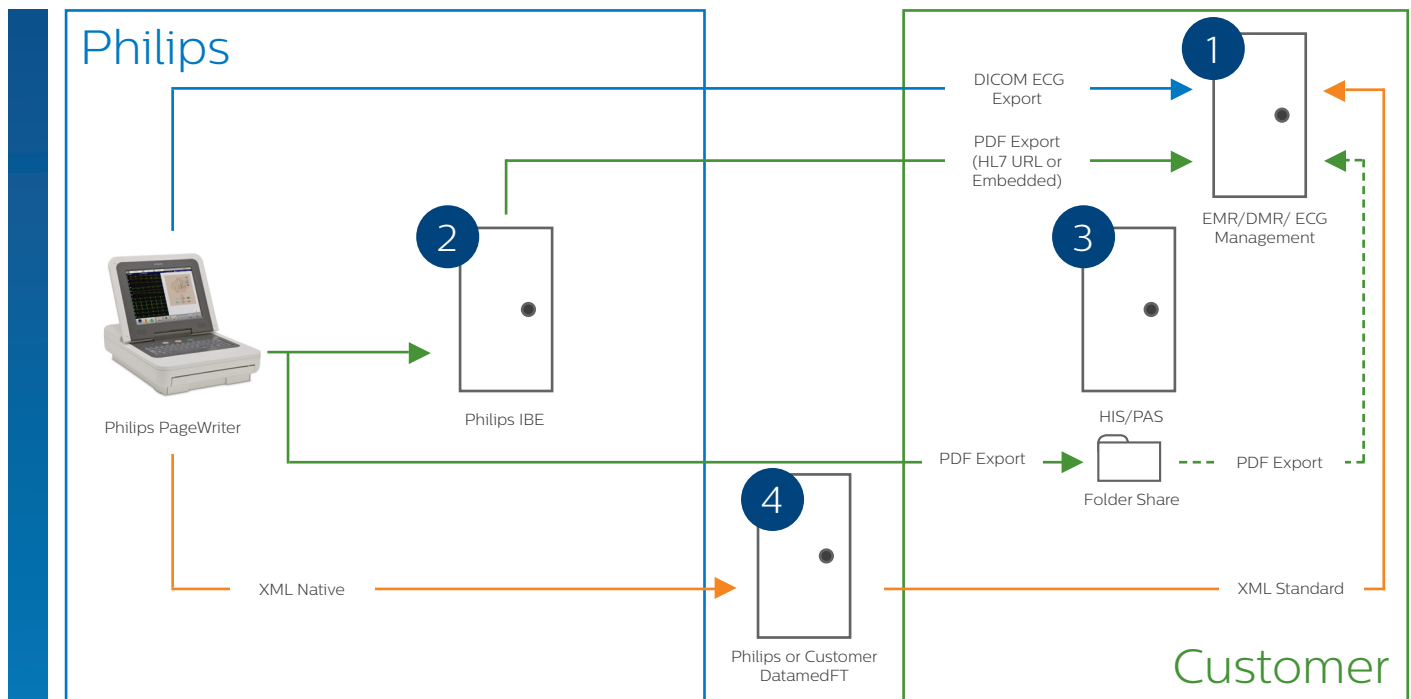 Philips
1
DICOM ECG
Export
PDF Export
(HL7 URL or
Embedded)
2
3
EMR/DMR/ ECG
Management
Philips PageWriter
Philips IBE
HIS/PAS
PDF Export
PDF Export
Folder Share
4
XML Native
XML Standard
Philips or Customer
DatamedFT
Customer